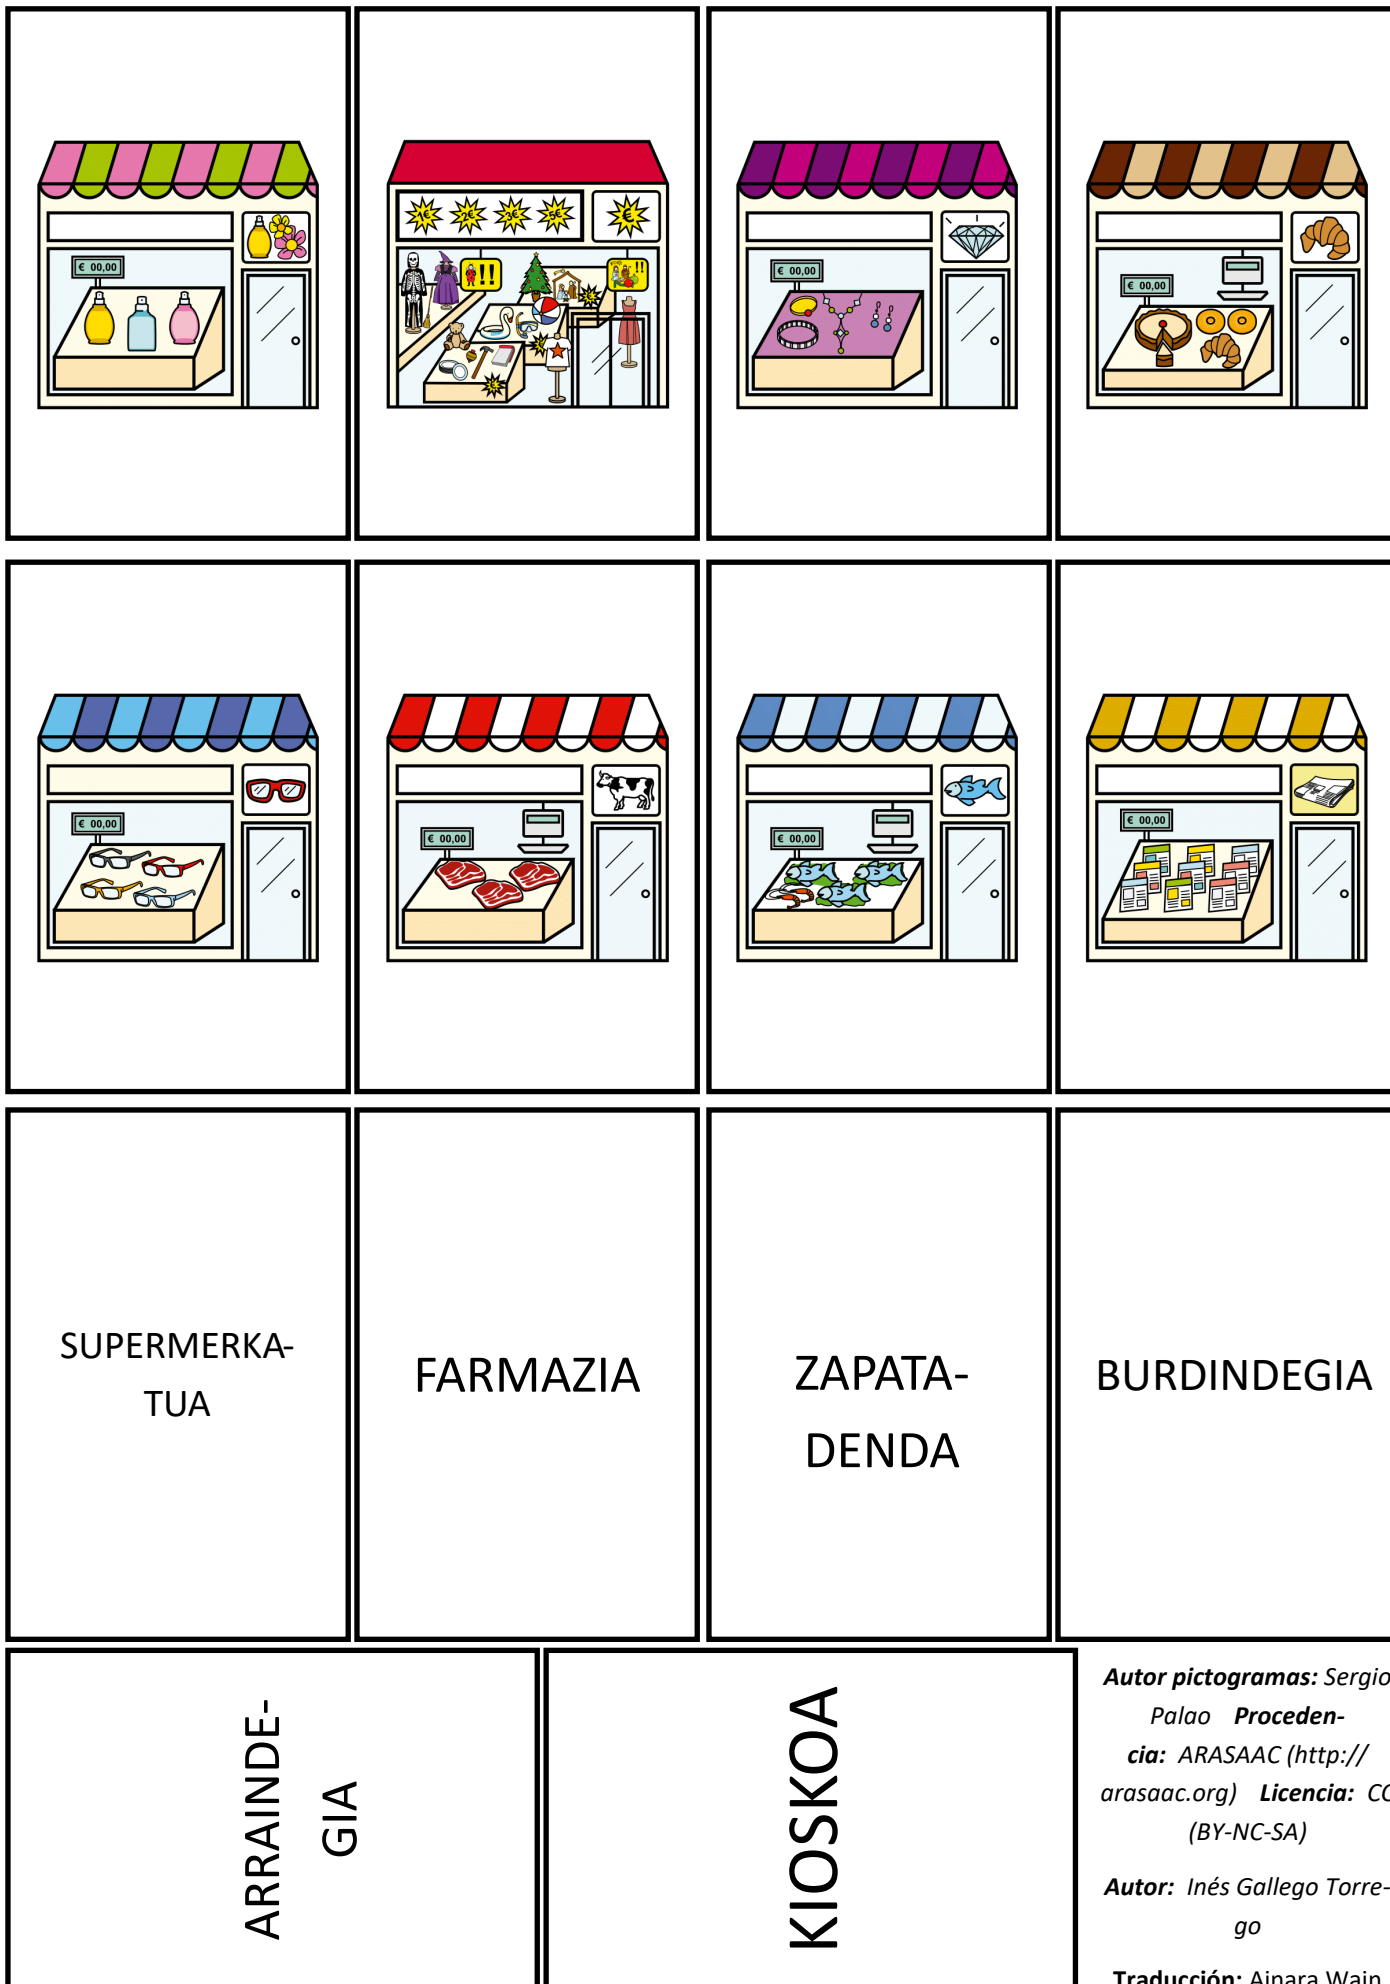 € 00,00
1€ 2€ 3€ 5€ €
!! !!
€ 00,00
€ 00,00
€ 00,00
€ 00,00
€ 00,00
€ 00,00
SUPERMERKA-
TUA
FARMAZIA
ZAPATA-
DENDA
BURDINDEGIA
ARRAINDE-
GIA
KIOSKOA
Autor pictogramas: Sergio
Palao Proceden-
cia: ARASAAC (http://
arasaac.org) Licencia: CC
(BY-NC-SA)
Autor: Inés Gallego Torre-
go
Traducción: Ainara Wain